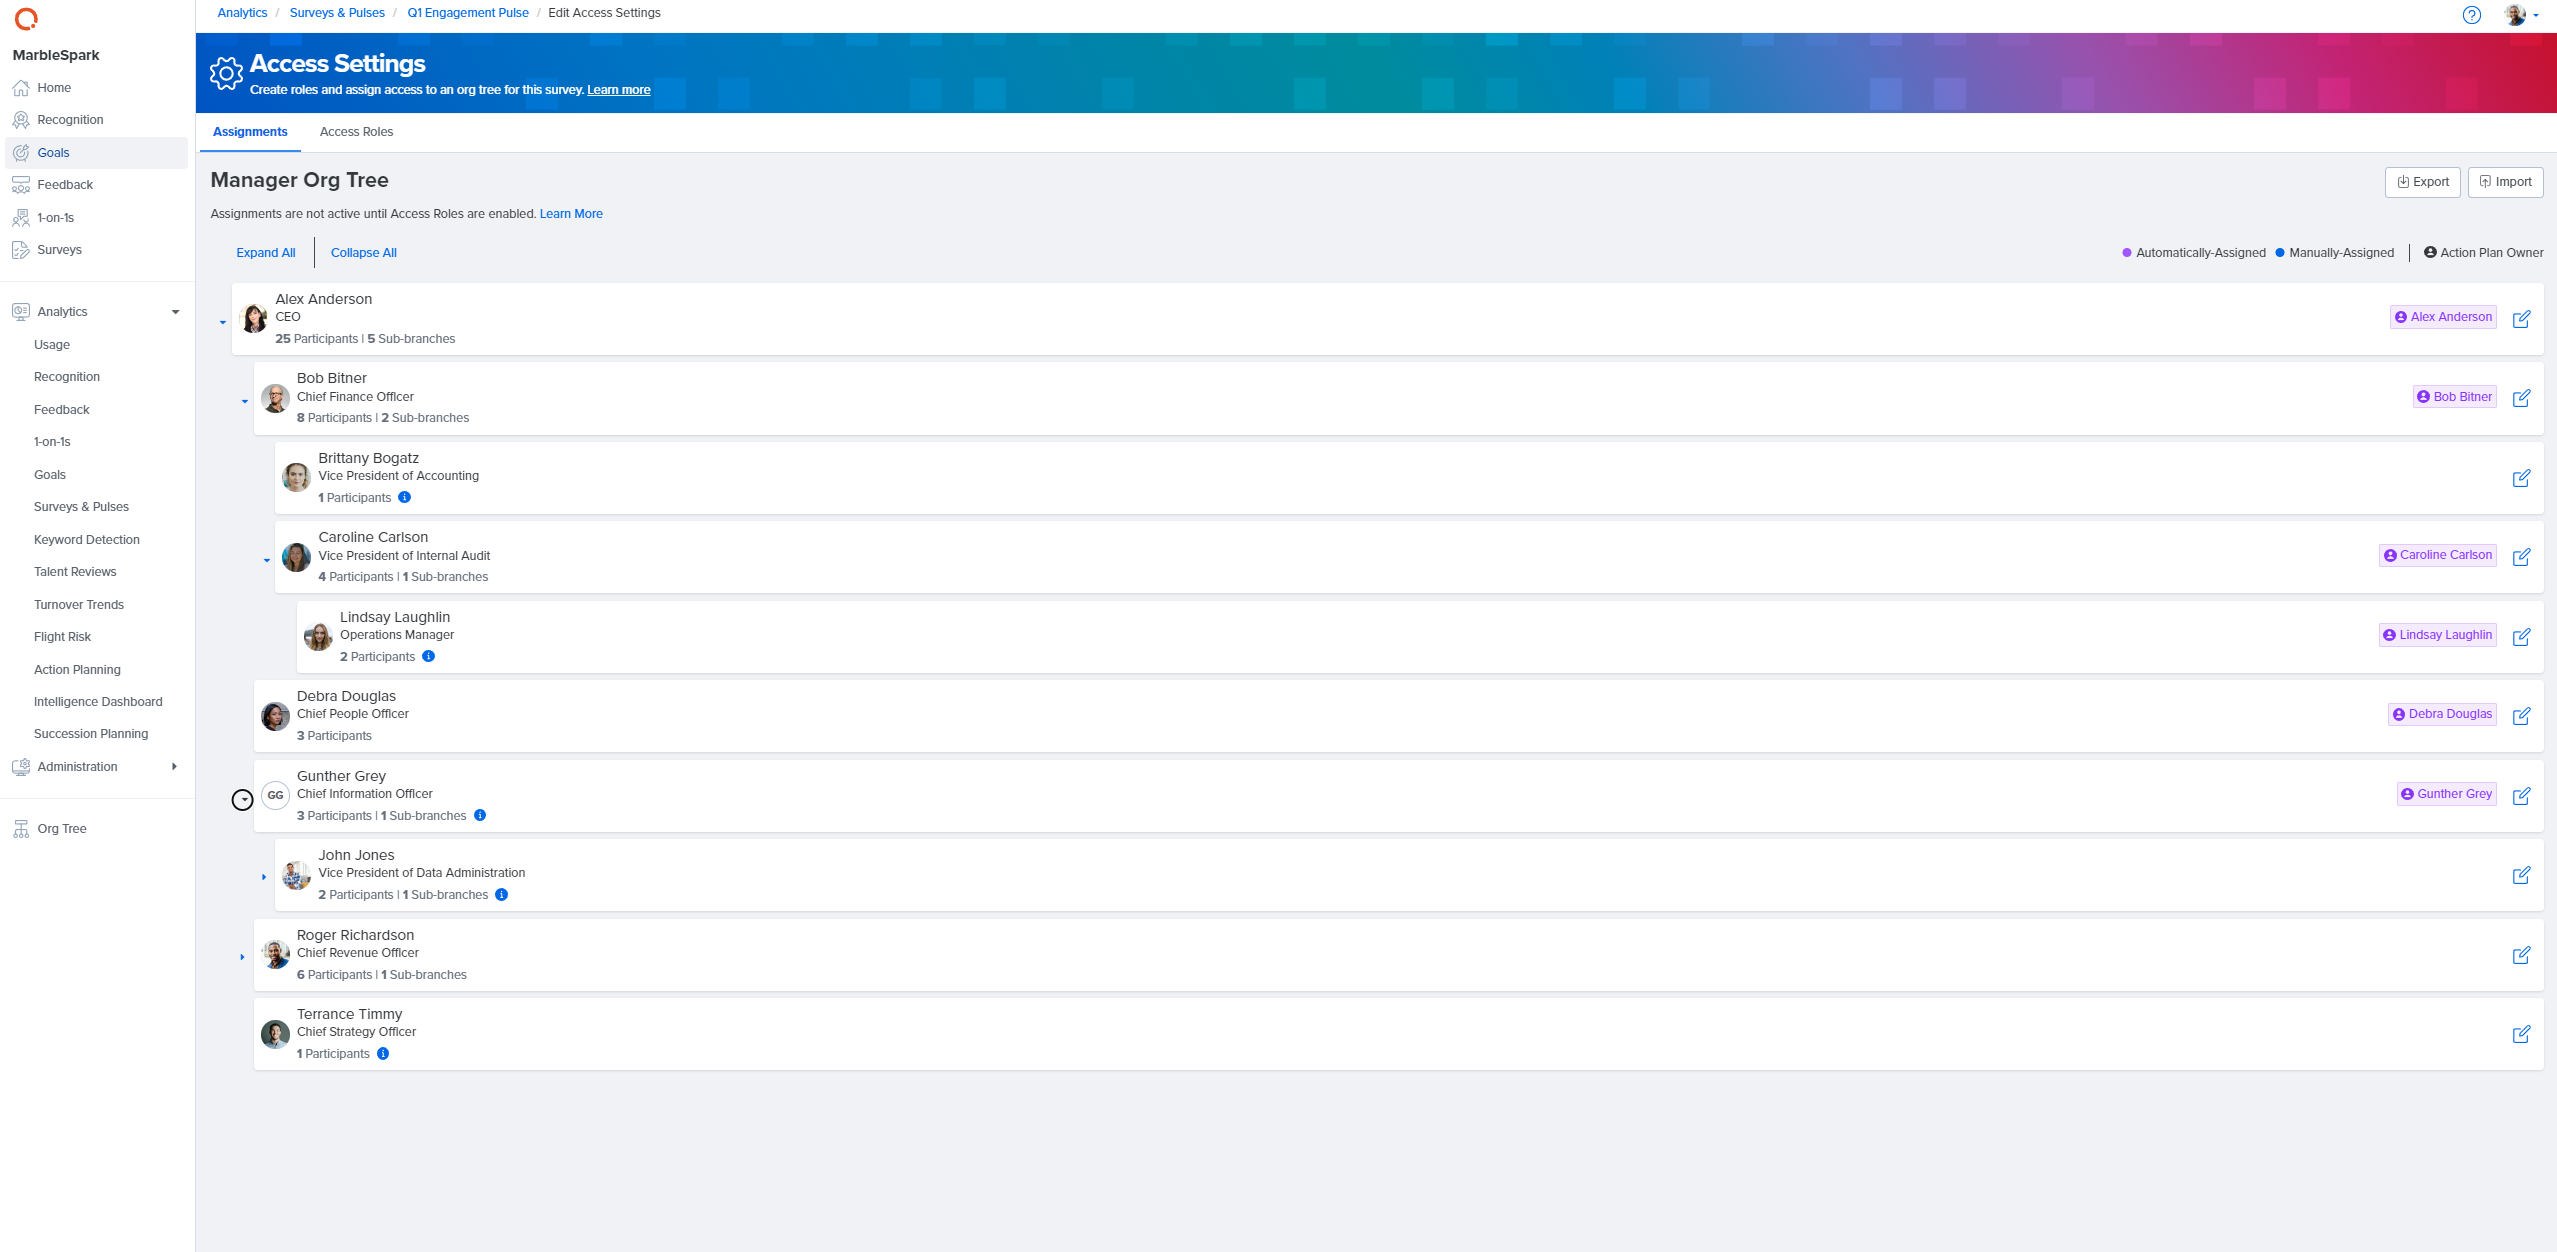 Analytics / Surveys & Pulses / Q1 Engagement Pulse / Edit Access Settings
MarbleSpark
Home
Recognition
Goals
Feedback
1-on-1s
Surveys
Analytics
Usage
Recognition
Feedback
1-on-1s
Goals
Surveys & Pulses
Keyword Detection
Talent Reviews
Turnover Trends
Flight Risk
Action Planning
Intelligence Dashboard
Succession Planning
Administration
Org Tree
Access Settings
Create roles and assign access to an org tree for this survey. Learn more
Assignments Access Roles
Manager Org Tree
Export Import
Assignments are not active until Access Roles are enabled. Learn More
Expand All | Collapse All
Automatically-Assigned Manually-Assigned | Action Plan Owner
Alex Anderson
CEO
25 Participants | 5 Sub-branches
Alex Anderson
Bob Bitner
Chief Finance Officer
8 Participants | 2 Sub-branches
Bob Bitner
Brittany Bogatz
Vice President of Accounting
1 Participants
Caroline Carlson
Vice President of Internal Audit
4 Participants | 1 Sub-branches
Caroline Carlson
Lindsay Laughlin
Operations Manager
2 Participants
Lindsay Laughlin
Debra Douglas
Chief People Officer
3 Participants
Debra Douglas
GG
Gunther Grey
Chief Information Officer
3 Participants | 1 Sub-branches
Gunther Grey
John Jones
Vice President of Data Administration
2 Participants | 1 Sub-branches
Roger Richardson
Chief Revenue Officer
6 Participants | 1 Sub-branches
Terrance Timmy
Chief Strategy Officer
1 Participants